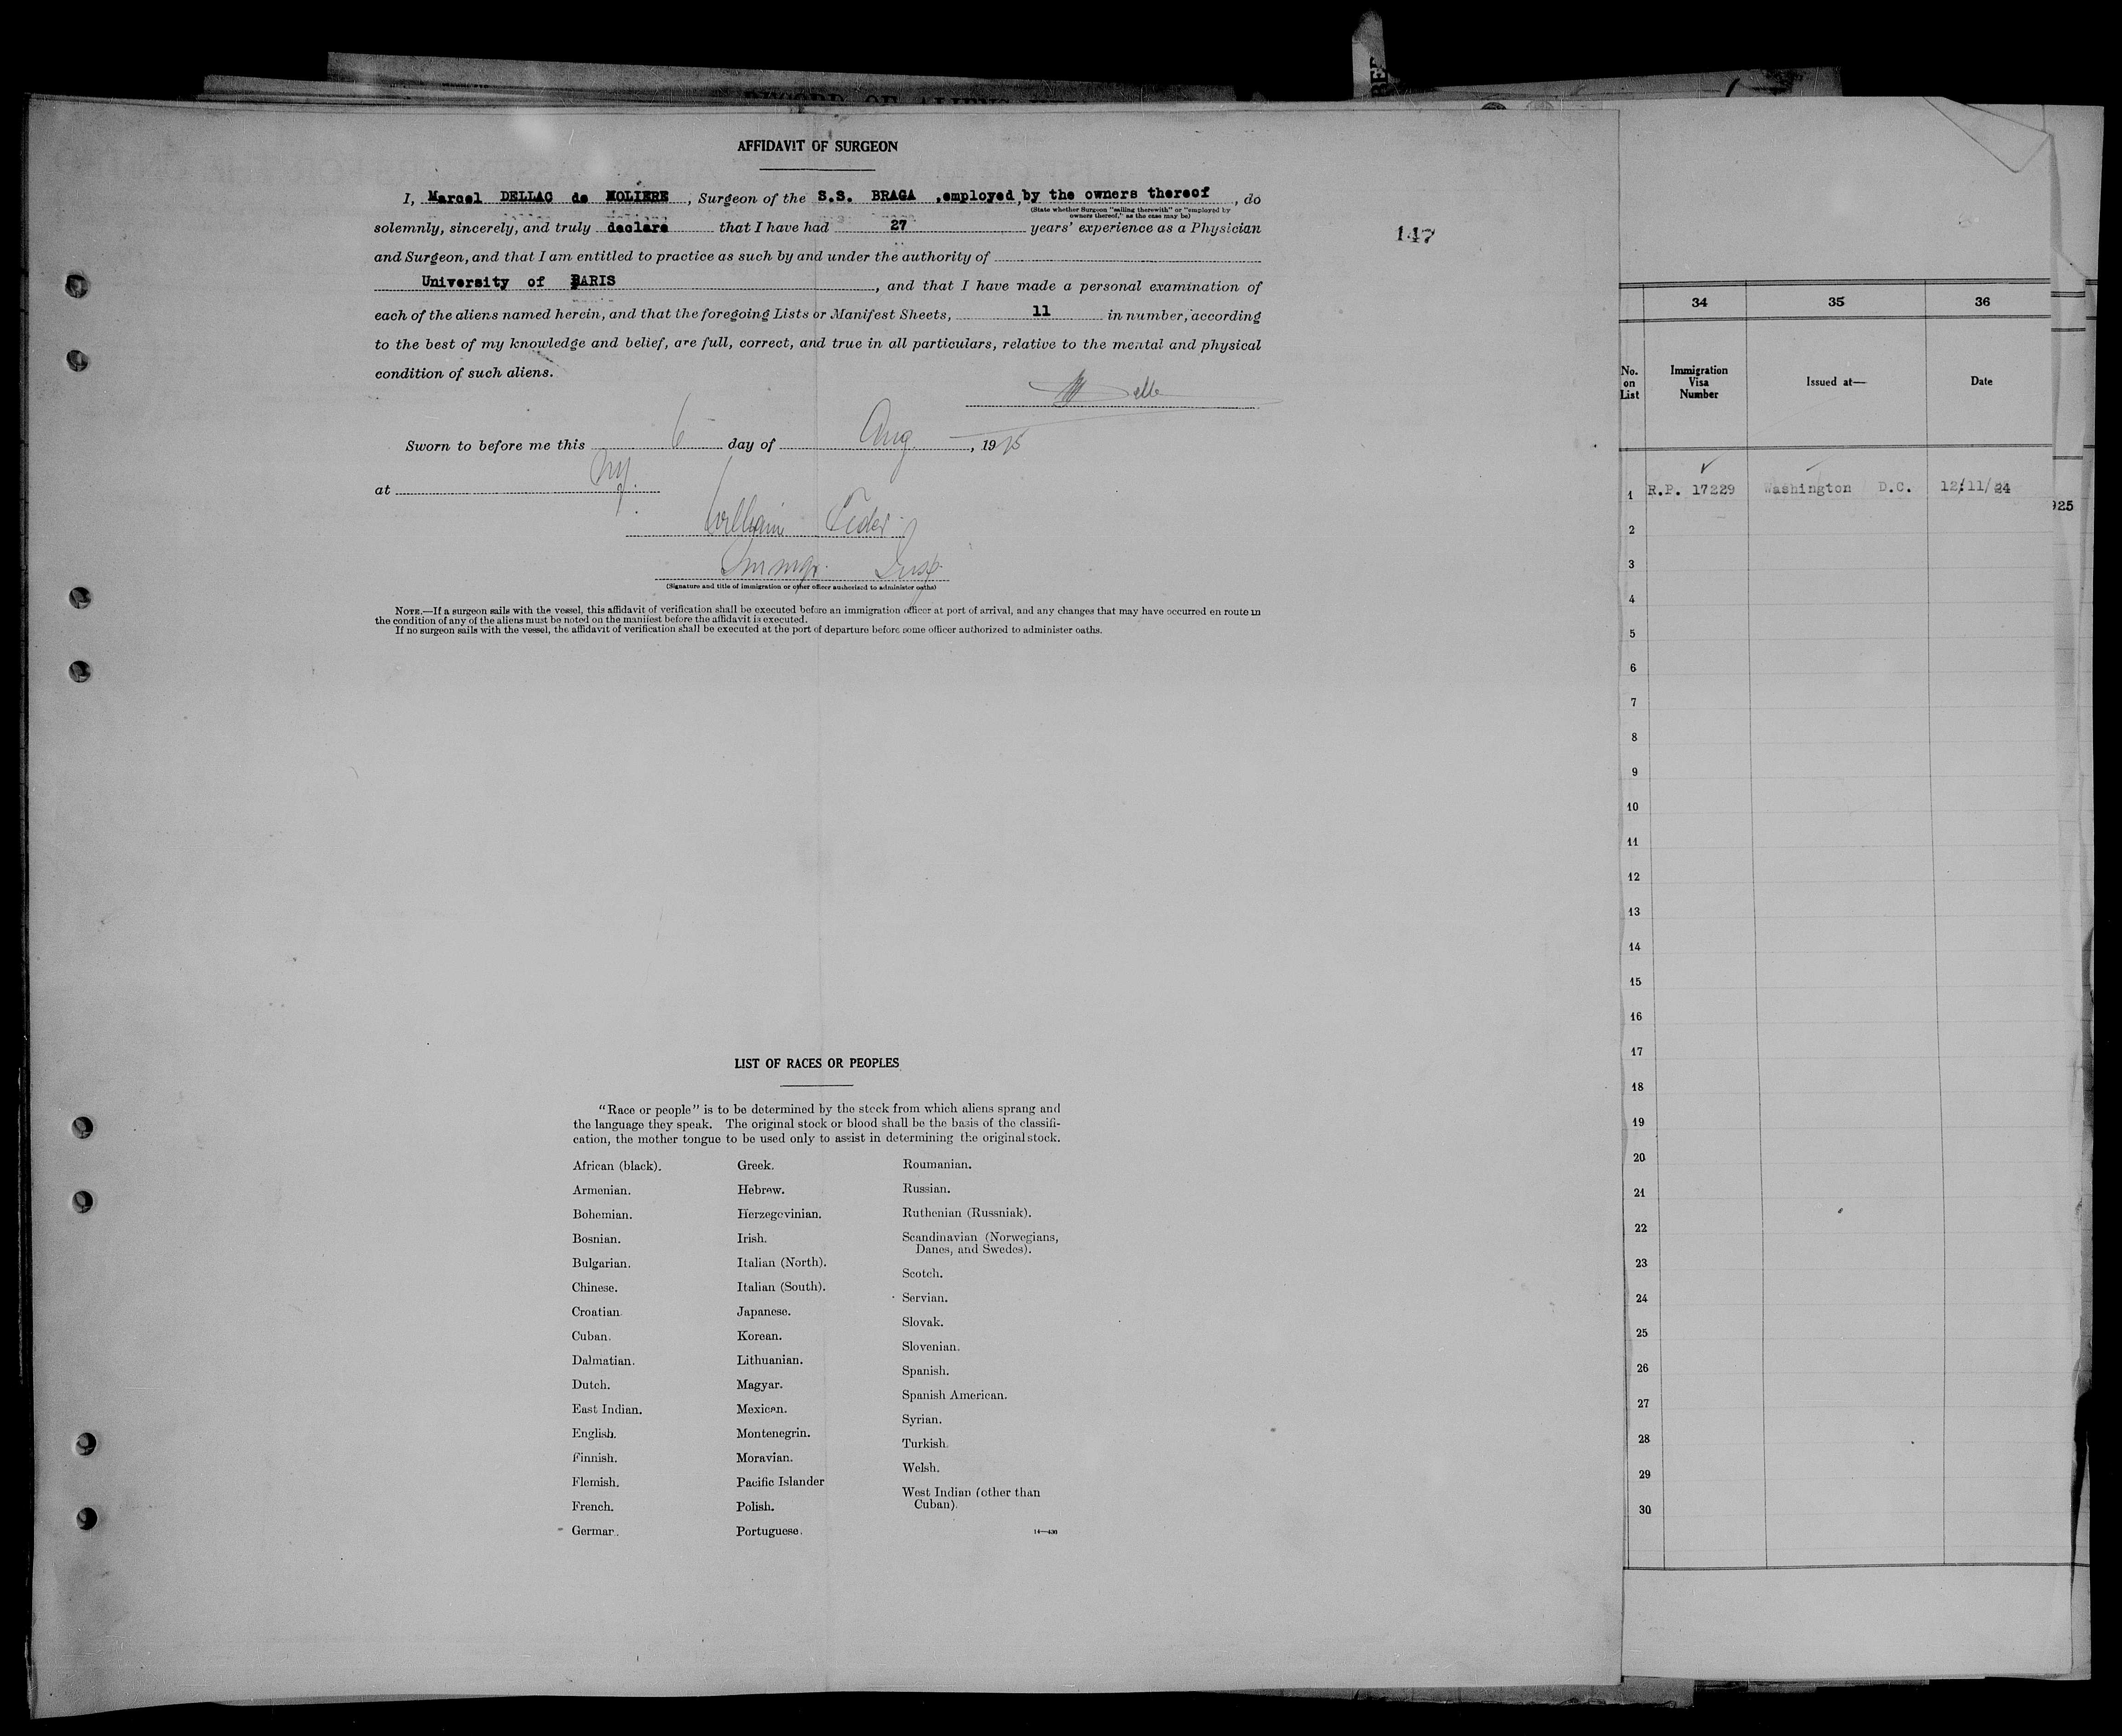 AFFIDAVIT OF SURGEON
I, Marcel DELLAC de MOLIERE, Surgeon of the S.S. BRAGA ,employed, by the owners thereof, do
(State whether Surgeon "sailing therewith" or "employed by
owners thereof," as the case may be)
solemnly, sincerely, and truly declare that I have had 27 years' experience as a Physician
and Surgeon, and that I am entitled to practice as such by and under the authority of
University of PARIS, and that I have made a personal examination of
each of the aliens named herein, and that the foregoing Lists or Manifest Sheets, 11 in number, according
to the best of my knowledge and belief, are full, correct, and true in all particulars, relative to the mental and physical
condition of such aliens.
Sworn to before me this 6 day of Aug, 1925
at NY.
William
Immgr. Insp.
(Signature and title of immigration or other officer authorized to administer oaths)
NOTE.—If a surgeon sails with the vessel, this affidavit of verification shall be executed before an immigration officer at port of arrival, and any changes that may have occurred en route in
the condition of any of the aliens must be noted on the manifest before the affidavit is executed.
If no surgeon sails with the vessel, the affidavit of verification shall be executed at the port of departure before some officer authorized to administer oaths.
147
LIST OF RACES OR PEOPLES
"Race or people" is to be determined by the stock from which aliens sprang and
the language they speak. The original stock or blood shall be the basis of the classifi-
cation, the mother tongue to be used only to assist in determining the original stock.
African (black).
Armenian.
Bohemian.
Bosnian.
Bulgarian.
Chinese.
Croatian.
Cuban.
Dalmatian.
Dutch.
East Indian.
English.
Finnish.
Flemish.
French.
German.
Greek.
Hebrew.
Herzegovinian.
Irish.
Italian (North).
Italian (South).
Japanese.
Korean.
Lithuanian.
Magyar.
Mexican.
Montenegrin.
Moravian.
Pacific Islander
Polish.
Portuguese.
Roumanian.
Russian.
Ruthenian (Russniak).
Scandinavian (Norwegians,
Danes, and Swedes).
Scotch.
Servian.
Slovak.
Slovenian.
Spanish.
Spanish American.
Syrian.
Turkish.
Welsh.
West Indian (other than
Cuban).
34 35 36
No.
on
List
Immigration
Visa
Number
Issued at—
Date
1 R.P. 17229 Washington D.C. 12/11/24
925
2
3
4
5
6
7
8
9
10
11
12
13
14
15
16
17
18
19
20
21
22
23
24
25
26
27
28
29
30